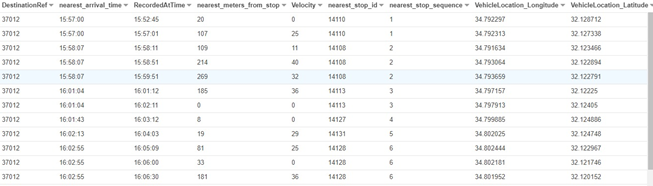 DestinationRef nearest_arrival_time RecordedAtTime nearest_meters_from_stop Velocity nearest_stop_id nearest_stop_sequence VehicleLocation_Longitude VehicleLocation_Latitude
37012 15:57:00 15:52:45 20 0 14110 1 34.792297 32.128712
37012 15:57:00 15:57:01 107 25 14110 1 34.792313 32.127338
37012 15:58:07 15:58:11 109 11 14108 2 34.791634 32.123466
37012 15:58:07 15:58:51 214 40 14108 2 34.793064 32.122894
37012 15:58:07 15:59:51 269 32 14108 2 34.793659 32.122791
37012 16:01:04 16:01:12 185 36 14113 3 34.797157 32.12225
37012 16:01:04 16:02:11 0 0 14113 3 34.797913 32.12405
37012 16:01:43 16:03:12 8 0 14127 4 34.799885 32.124886
37012 16:02:13 16:04:03 19 29 14131 5 34.802025 32.124748
37012 16:02:55 16:05:09 81 25 14128 6 34.802444 32.122967
37012 16:02:55 16:06:00 33 0 14128 6 34.802181 32.121746
37012 16:02:55 16:06:30 181 36 14128 6 34.801952 32.120152